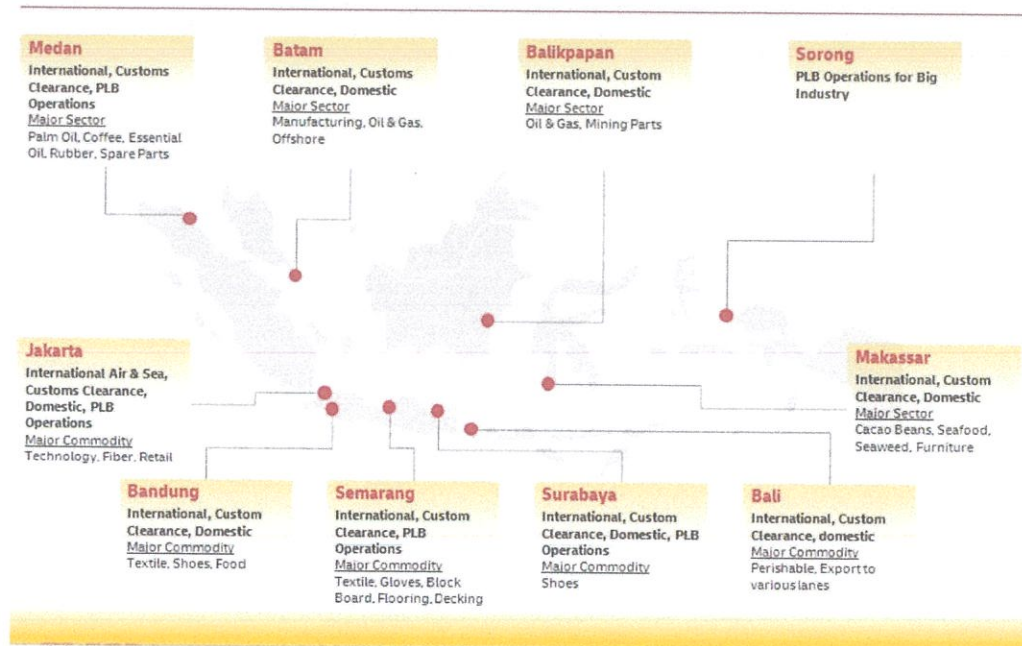 Medan
International, Customs
Clearance, PLB
Operations
Major Sector
Palm Oil, Coffee, Essential
Oil, Rubber, Spare Parts
Batam
International, Customs
Clearance, Domestic
Major Sector
Manufacturing, Oil & Gas,
Offshore
Balikpapan
International, Custom
Clearance, Domestic
Major Sector
Oil & Gas, Mining Parts
Sorong
PLB Operations for Big
Industry
Jakarta
International Air & Sea,
Customs Clearance,
Domestic, PLB
Operations
Major Commodity
Technology, Fiber, Retail
Makassar
International, Custom
Clearance, Domestic
Major Sector
Cacao Beans, Seafood,
Seaweed, Furniture
Bandung
International, Custom
Clearance, Domestic
Major Commodity
Textile, Shoes, Food
Semarang
International, Custom
Clearance, PLB
Operations
Major Commodity
Textile, Gloves, Block
Board, Flooring, Decking
Surabaya
International, Custom
Clearance, Domestic, PLB
Operations
Major Commodity
Shoes
Bali
International, Custom
Clearance, domestic
Major Commodity
Perishable, Export to
various lanes